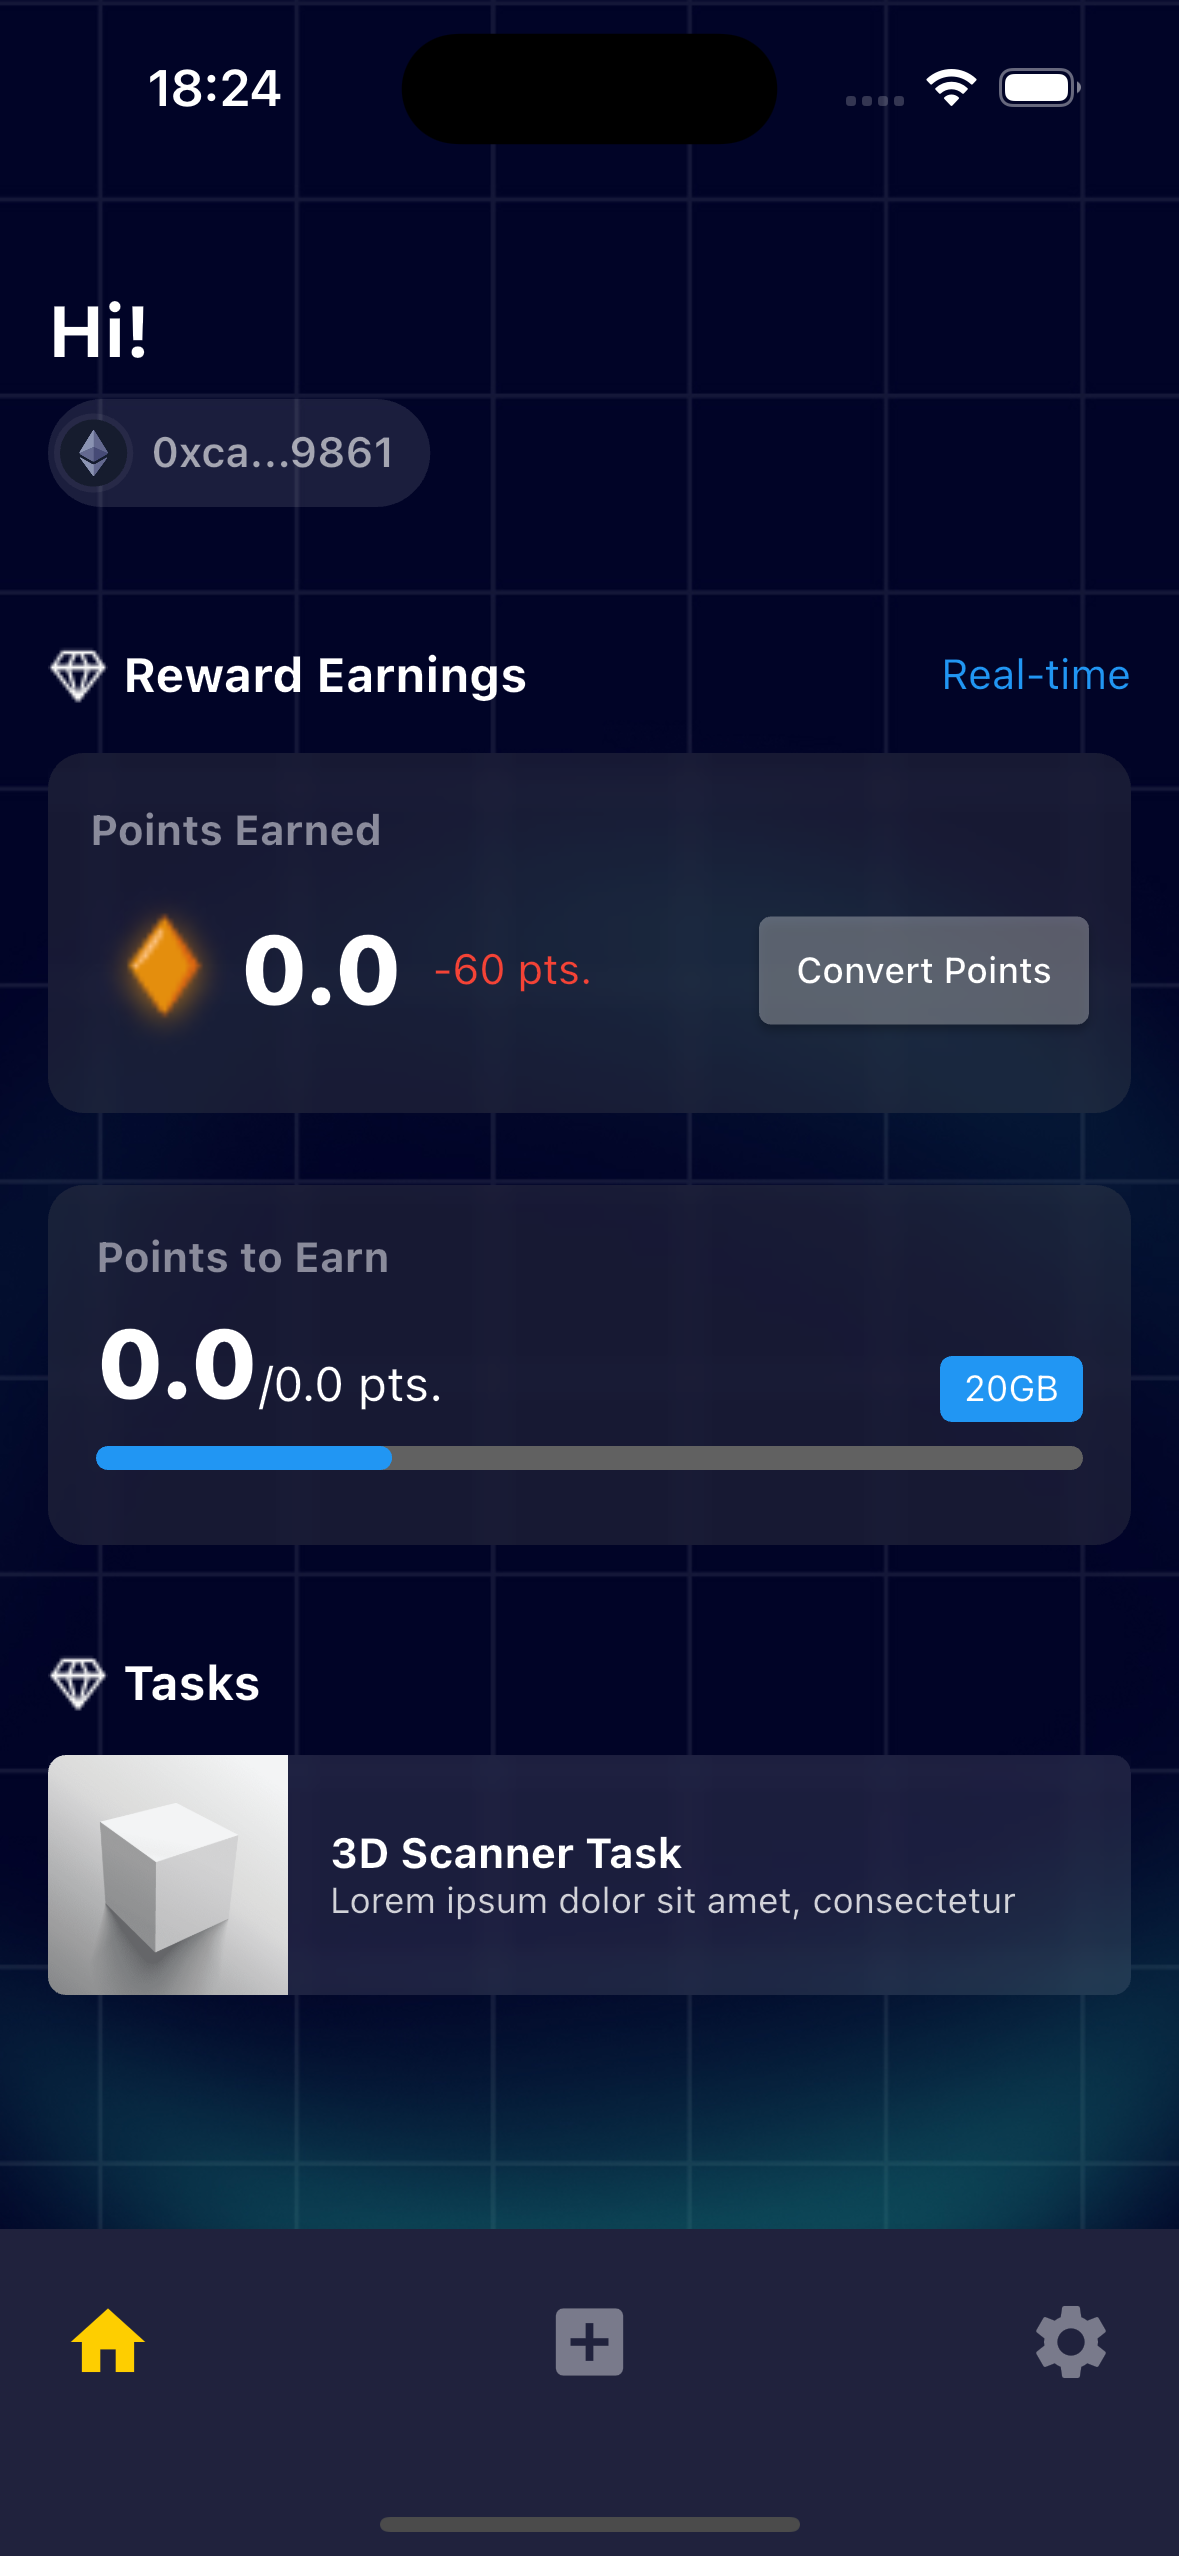 18:24
Hi!
0xca...9861
Reward Earnings
Real-time
Points Earned
0.0 -60 pts.
Convert Points
Points to Earn
0.0/0.0 pts.
20GB
Tasks
3D Scanner Task
Lorem ipsum dolor sit amet, consectetur